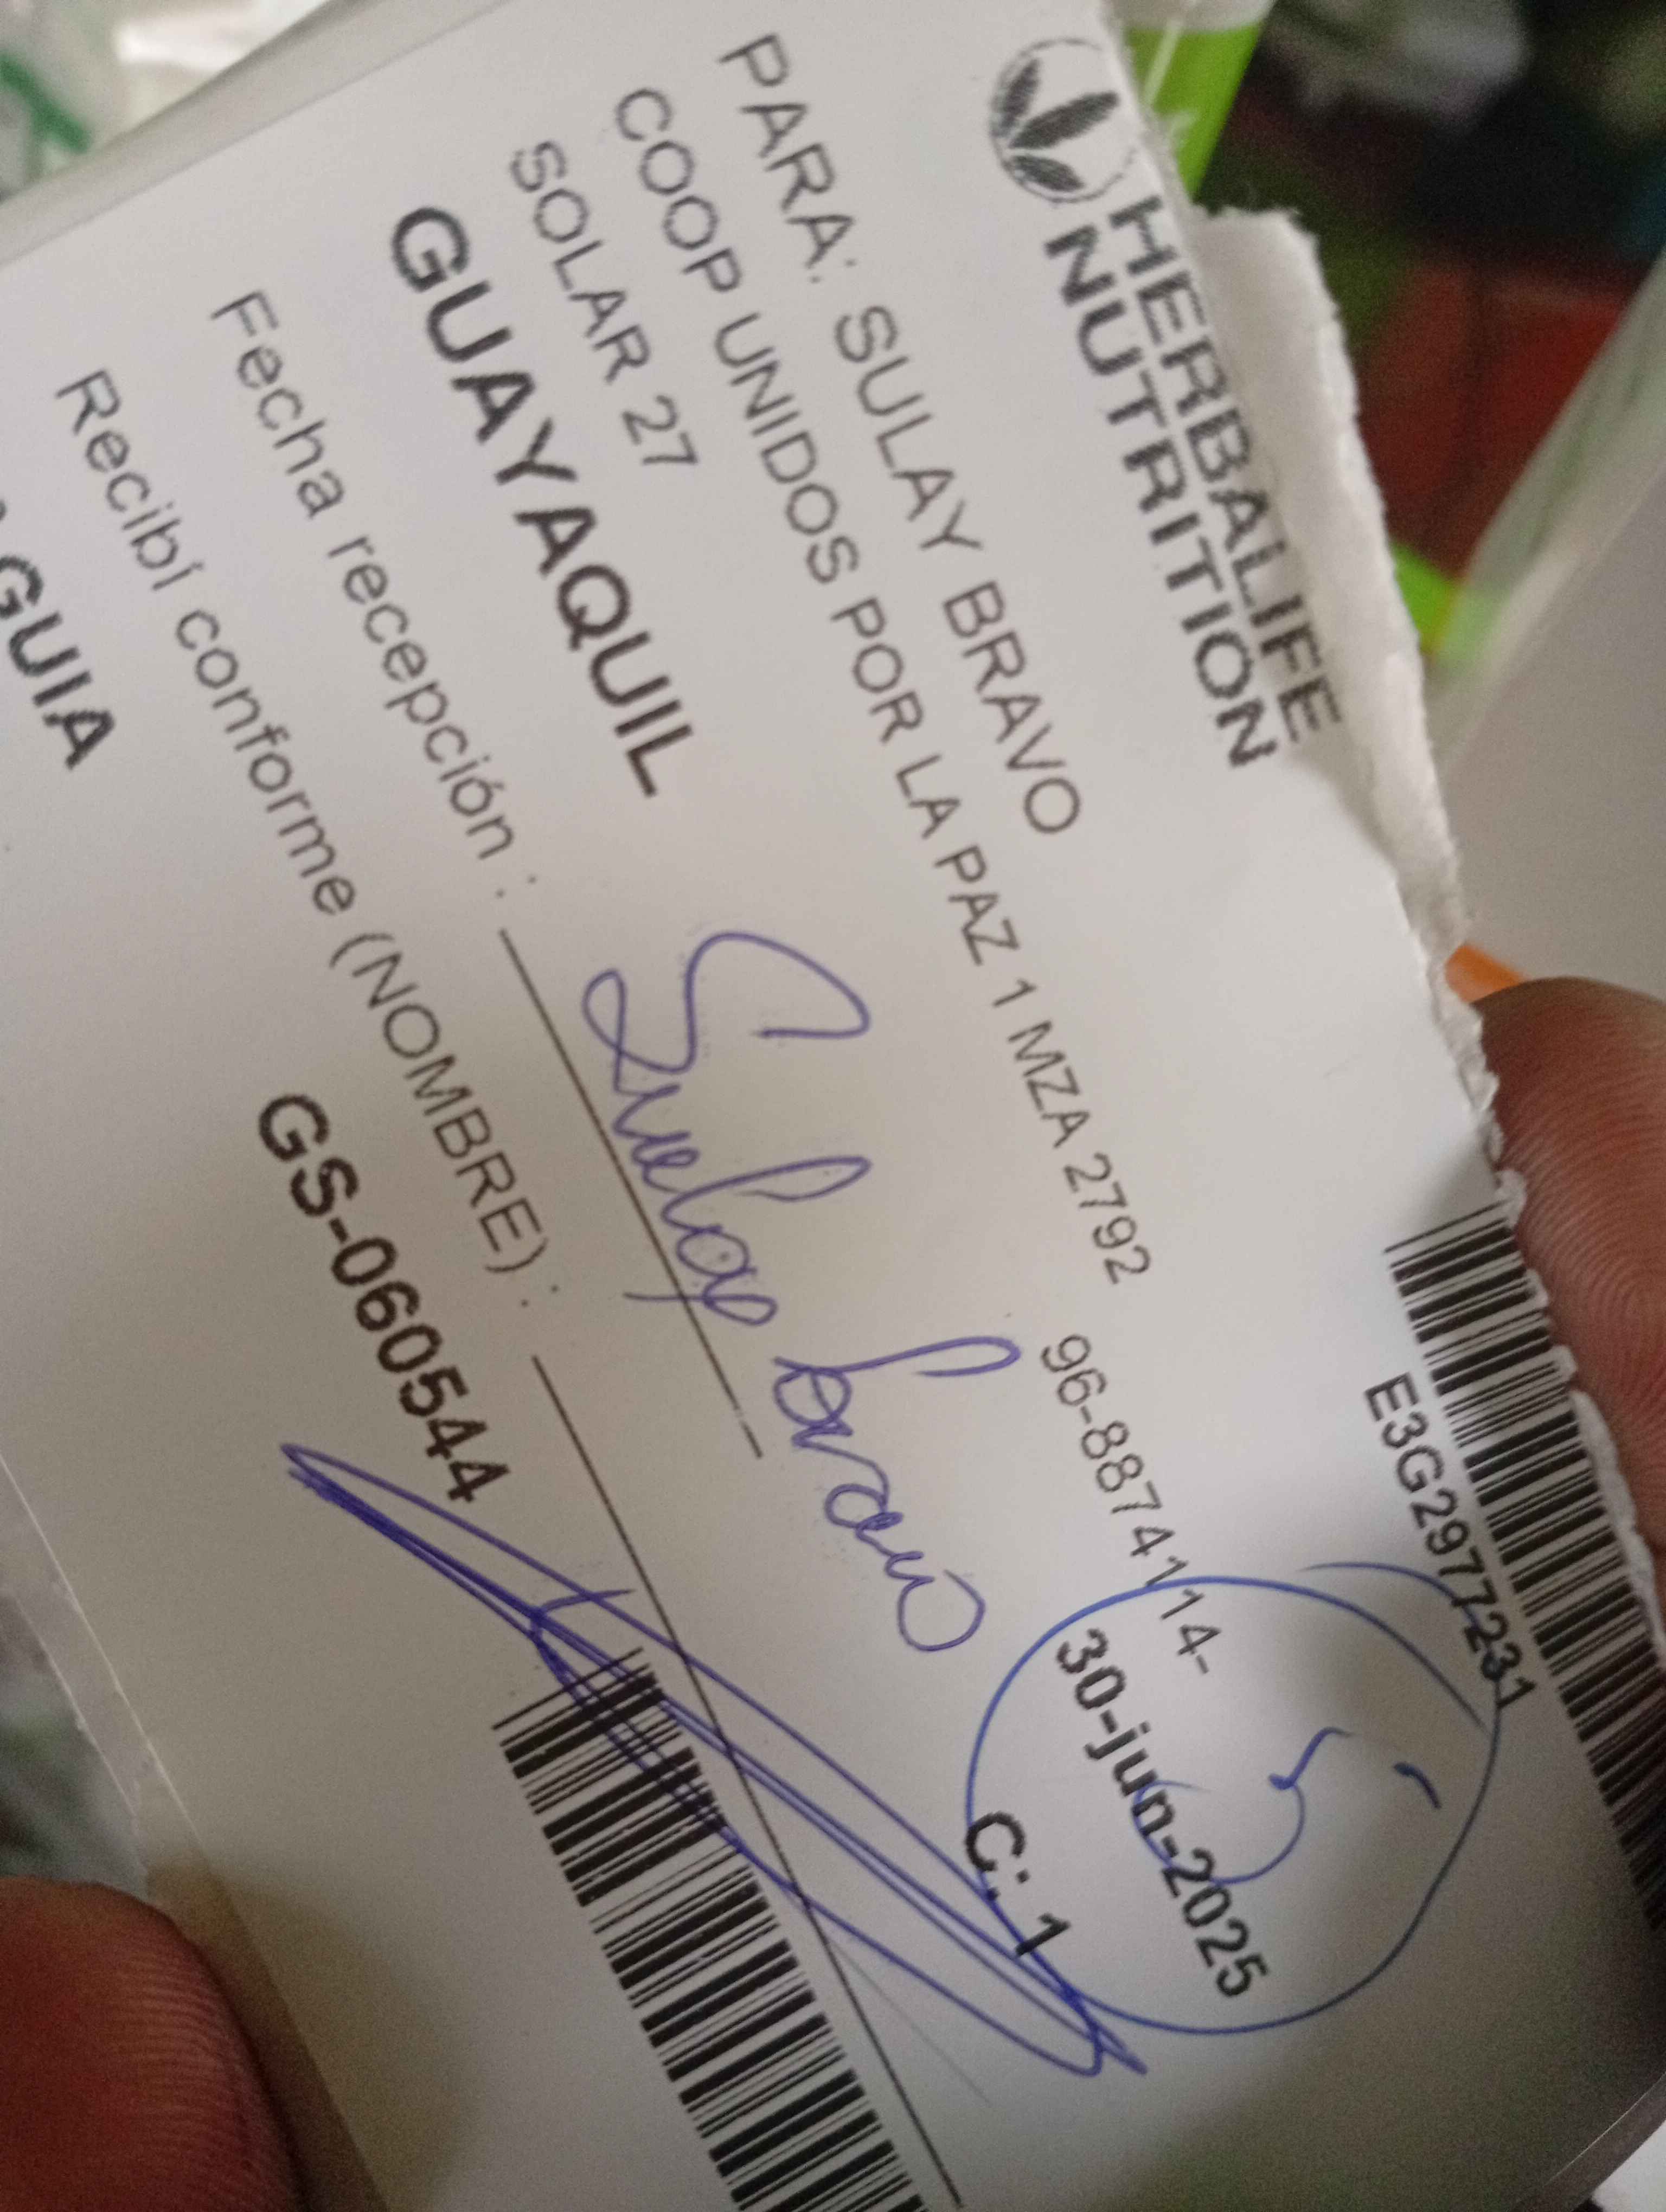 HERBALIFE
NUTRITION
E3G2977231
PARA: SULAY BRAVO
COOP UNIDOS POR LA PAZ 1 MZA 2792 96-8874114-
SOLAR 27
30-jun-2025
GUAYAQUIL
C: 1
Fecha recepción :
Recibí conforme (NOMBRE) :
GUIA
GS-060544